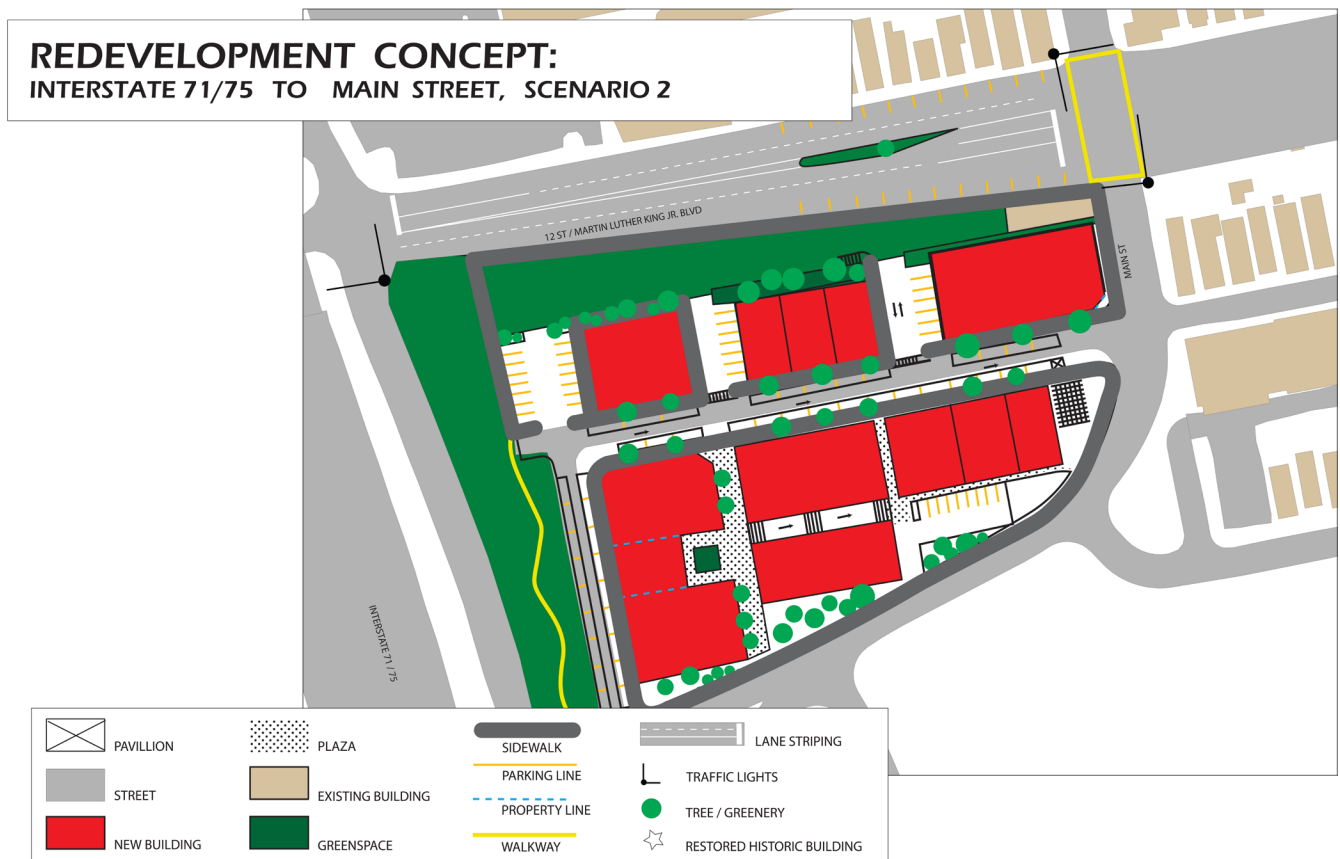 REDEVELOPMENT CONCEPT:
INTERSTATE 71/75 TO MAIN STREET, SCENARIO 2
12 ST / MARTIN LUTHER KING JR. BLVD
MAIN ST
INTERSTATE 71 / 75
PAVILLION
STREET
NEW BUILDING
PLAZA
EXISTING BUILDING
GREENSPACE
SIDEWALK
PARKING LINE
PROPERTY LINE
WALKWAY
LANE STRIPING
TRAFFIC LIGHTS
TREE / GREENERY
RESTORED HISTORIC BUILDING